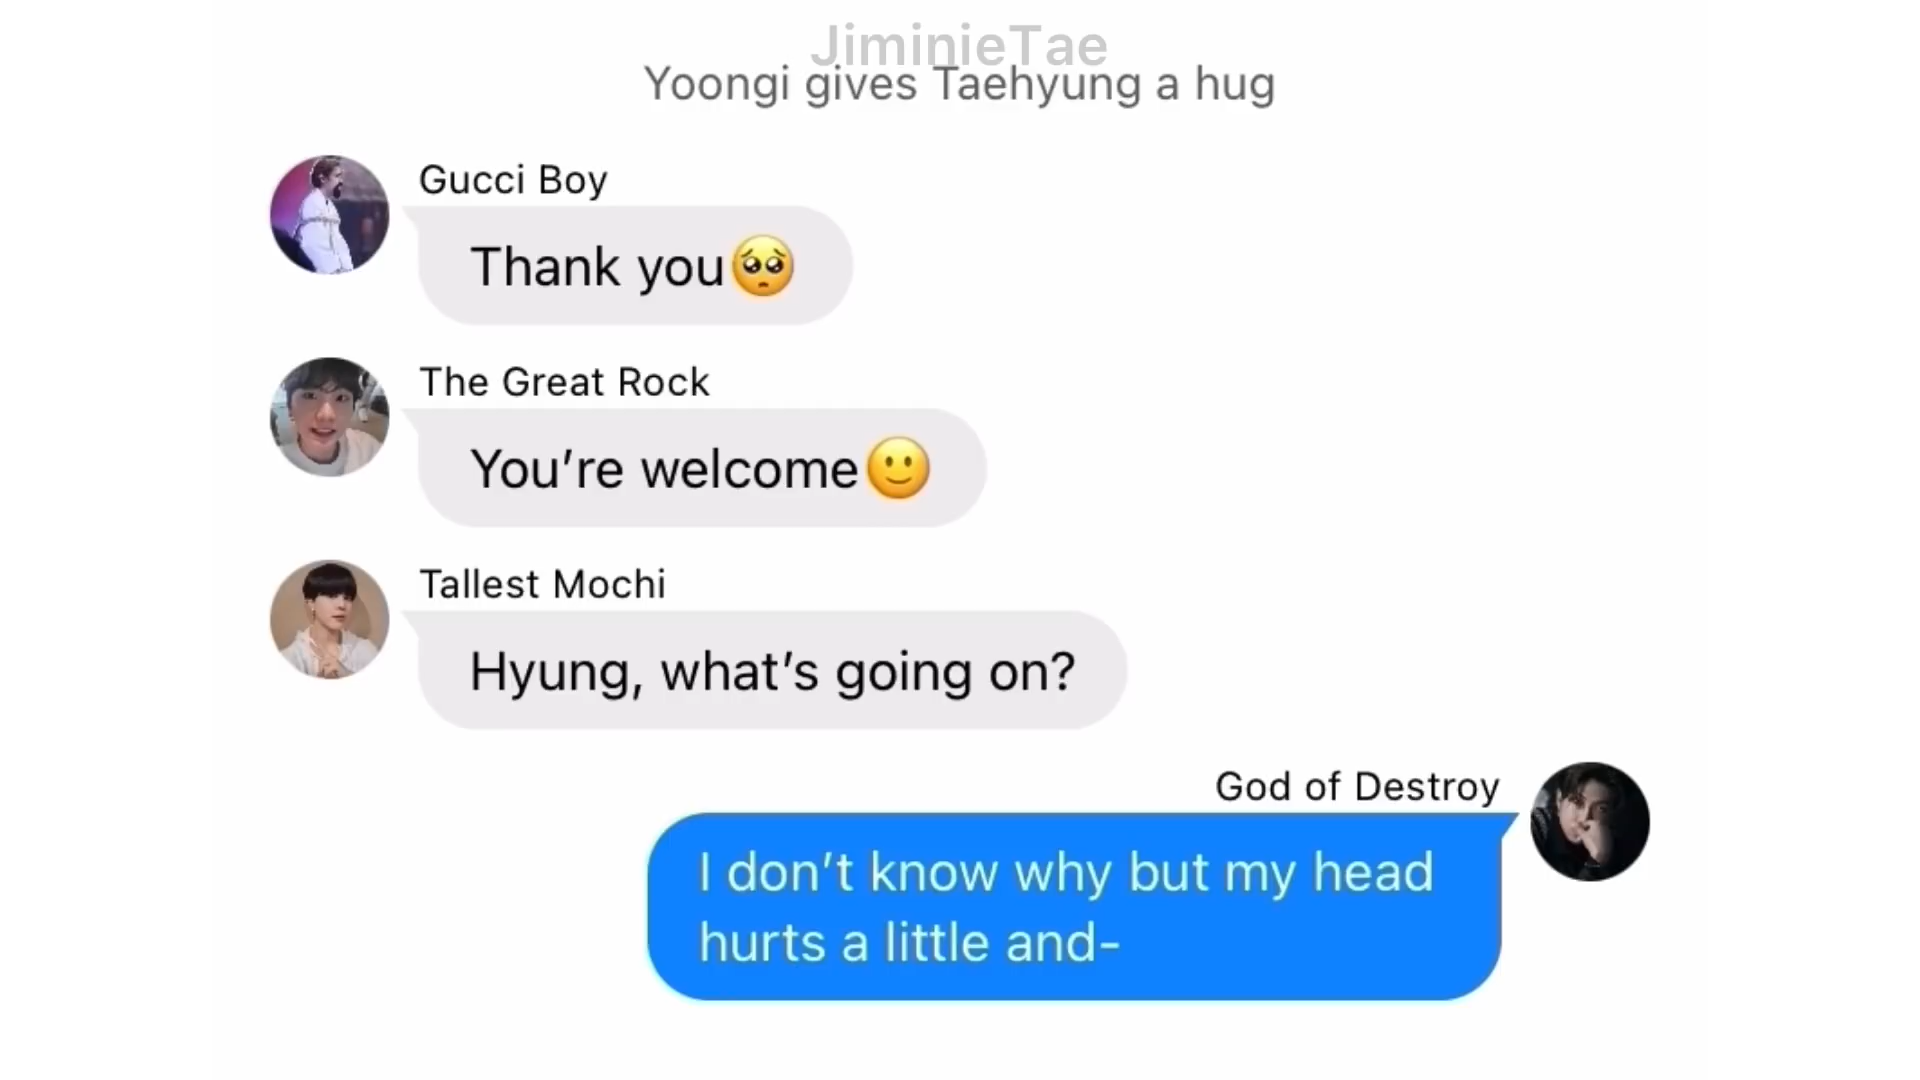 JiminieTae
Yoongi gives Taehyung a hug
Gucci Boy
Thank you🥺
The Great Rock
You’re welcome🙂
Tallest Mochi
Hyung, what’s going on?
God of Destroy
I don’t know why but my head
hurts a little and-